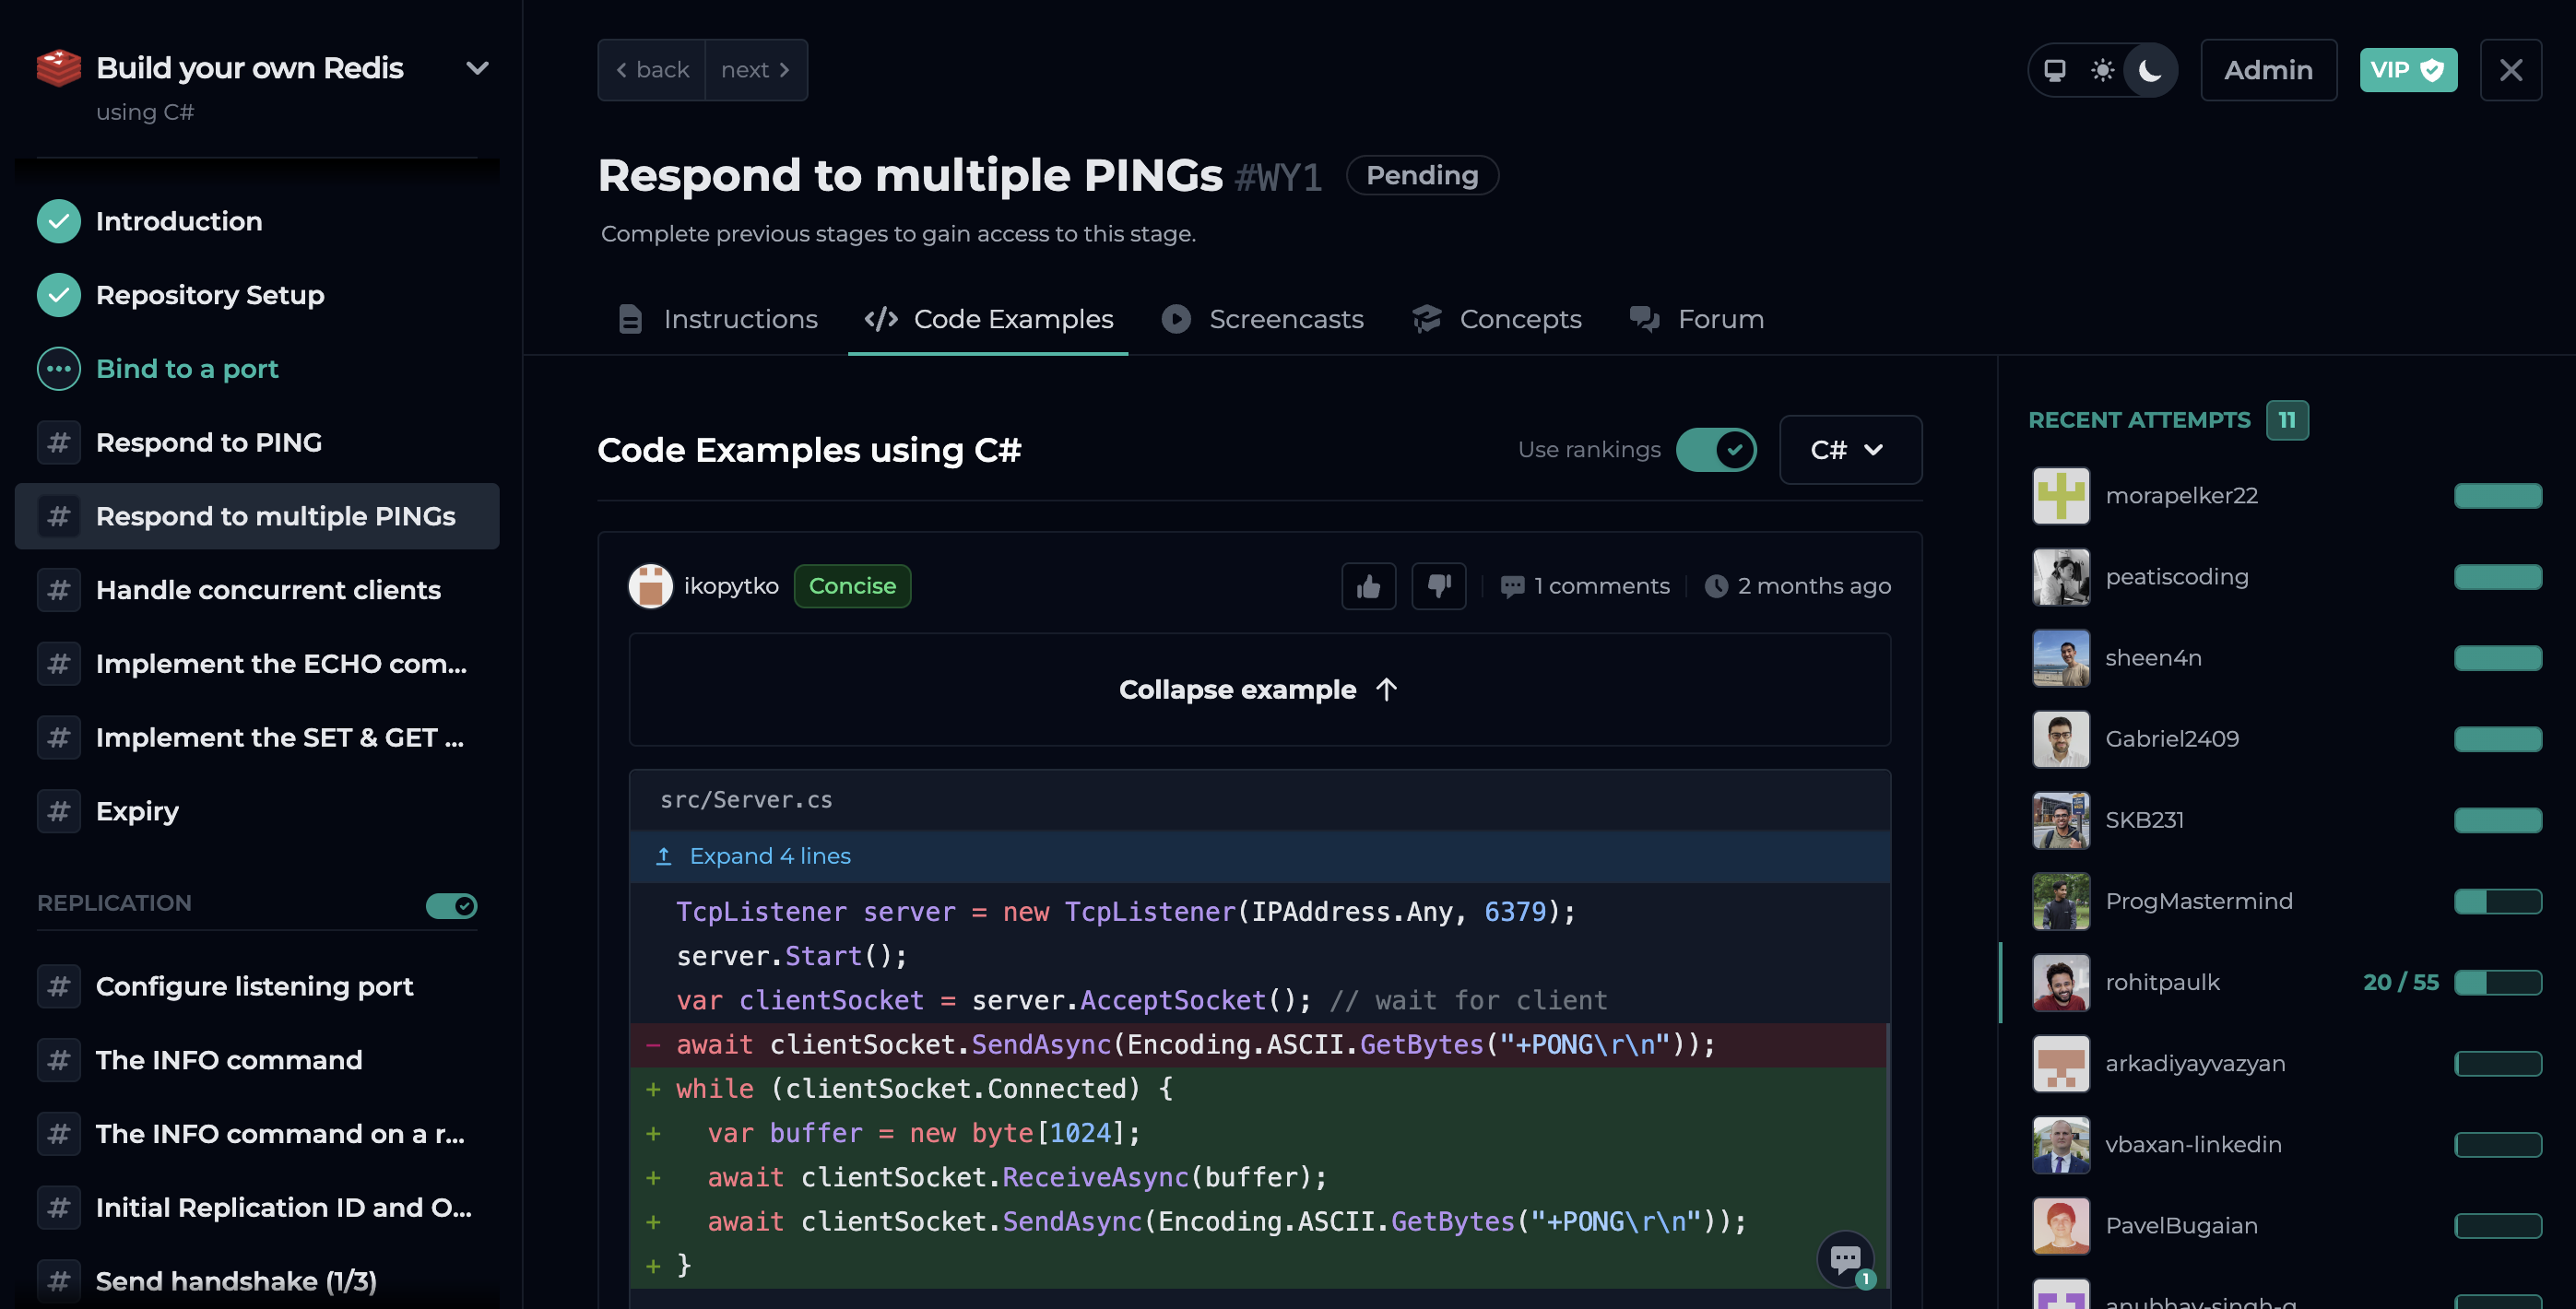 Build your own Redis
using C#
Introduction
Repository Setup
Bind to a port
Respond to PING
Respond to multiple PINGs
Handle concurrent clients
Implement the ECHO com...
Implement the SET & GET ...
Expiry
REPLICATION
Configure listening port
The INFO command
The INFO command on a r...
Initial Replication ID and O...
Send handshake (1/3)
back next
Admin
VIP
Respond to multiple PINGs #WY1 Pending
Complete previous stages to gain access to this stage.
Instructions Code Examples Screencasts Concepts Forum
Code Examples using C#
Use rankings C#
ikopytko Concise 1 comments 2 months ago
Collapse example ↑
src/Server.cs
Expand 4 lines
TcpListener server = new TcpListener(IPAddress.Any, 6379);
server.Start();
var clientSocket = server.AcceptSocket(); // wait for client
- await clientSocket.SendAsync(Encoding.ASCII.GetBytes("+PONG\r\n"));
+ while (clientSocket.Connected) {
+   var buffer = new byte[1024];
+   await clientSocket.ReceiveAsync(buffer);
+   await clientSocket.SendAsync(Encoding.ASCII.GetBytes("+PONG\r\n"));
+ }
1
RECENT ATTEMPTS 11
morapelker22
peatiscoding
sheen4n
Gabriel2409
SKB231
ProgMastermind
rohitpaulk 20 / 55
arkadiyayvazyan
vbaxan-linkedin
PavelBugaian